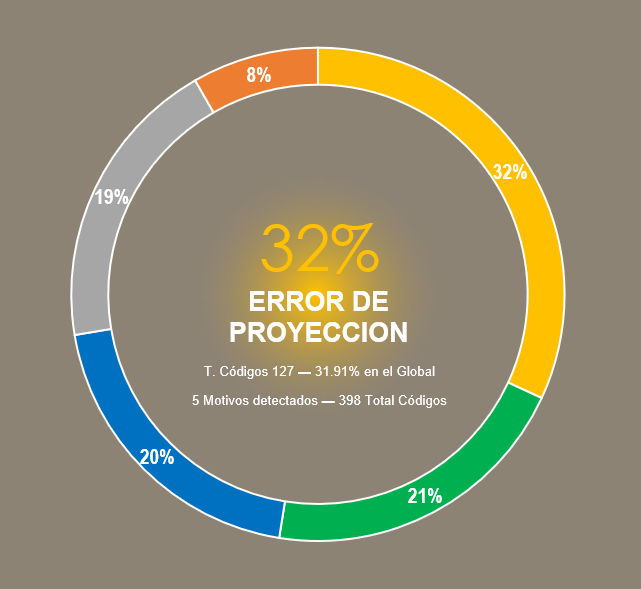 8%
32%
19%
32%
ERROR DE
PROYECCION
T. Códigos 127 — 31.91% en el Global
5 Motivos detectados — 398 Total Códigos
20%
21%